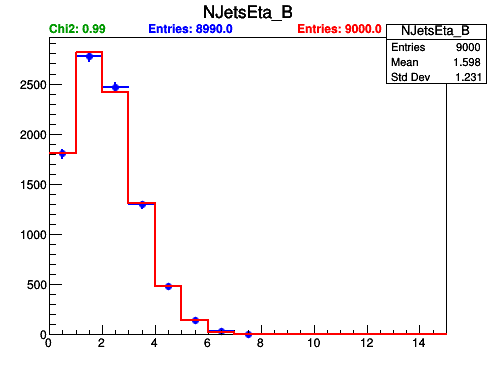 NJetsEta_B
Chi2: 0.99 Entries: 8990.0 Entries: 9000.0
NJetsEta_B
Entries 9000
Mean 1.598
Std Dev 1.231
2500
2000
1500
1000
500
0
0 2 4 6 8 10 12 14